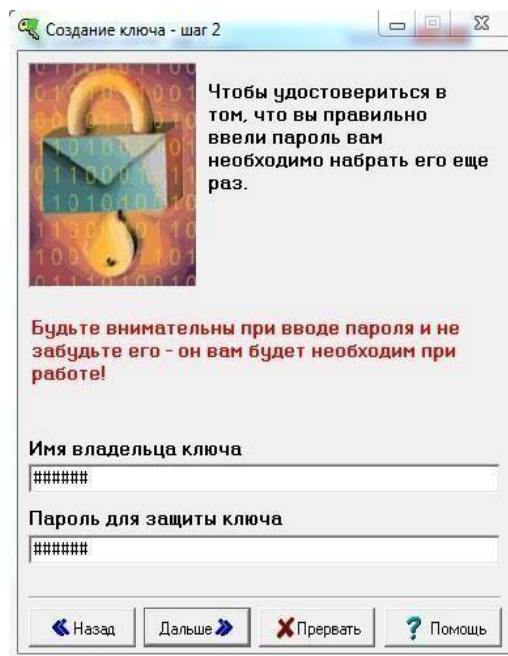 Создание ключа - шаг 2
Чтобы удостовериться в
том, что вы правильно
ввели пароль вам
необходимо набрать его еще
раз.
Будьте внимательны при вводе пароля и не
забудьте его - он вам будет необходим при
работе!
Имя владельца ключа
######
Пароль для защиты ключа
######
Назад Дальше Прервать Помощь